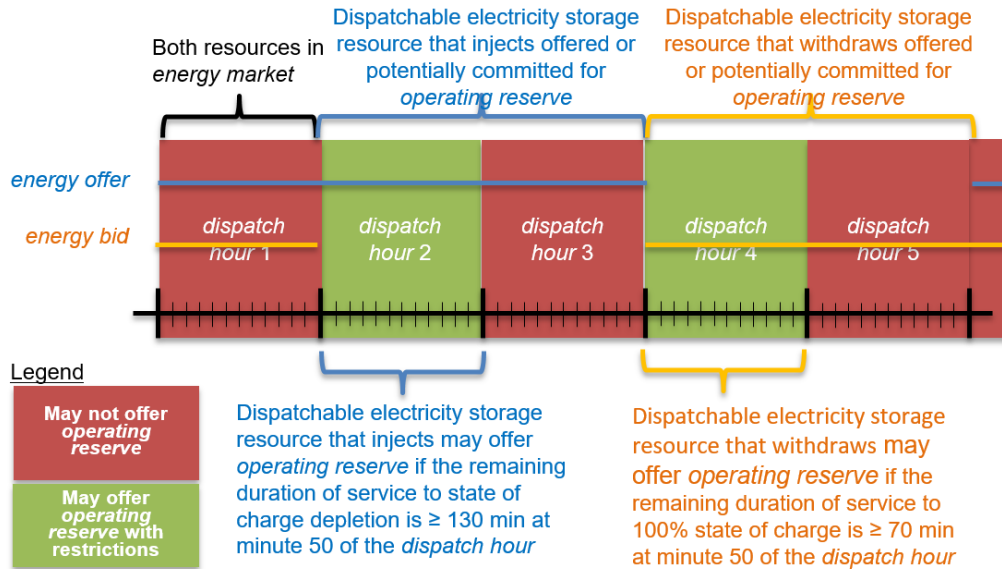 Both resources in
energy market
Dispatchable electricity storage
resource that injects offered or
potentially committed for
operating reserve
Dispatchable electricity storage
resource that withdraws offered
or potentially committed for
operating reserve
energy offer
energy bid
dispatch
hour 1
dispatch
hour 2
dispatch
hour 3
dispatch
hour 4
dispatch
hour 5
Legend
May not offer
operating
reserve
May offer
operating
reserve with
restrictions
Dispatchable electricity storage
resource that injects may offer
operating reserve if the remaining
duration of service to state of
charge depletion is ≥ 130 min at
minute 50 of the dispatch hour
Dispatchable electricity storage
resource that withdraws may
offer operating reserve if the
remaining duration of service to
100% state of charge is ≥ 70 min
at minute 50 of the dispatch hour